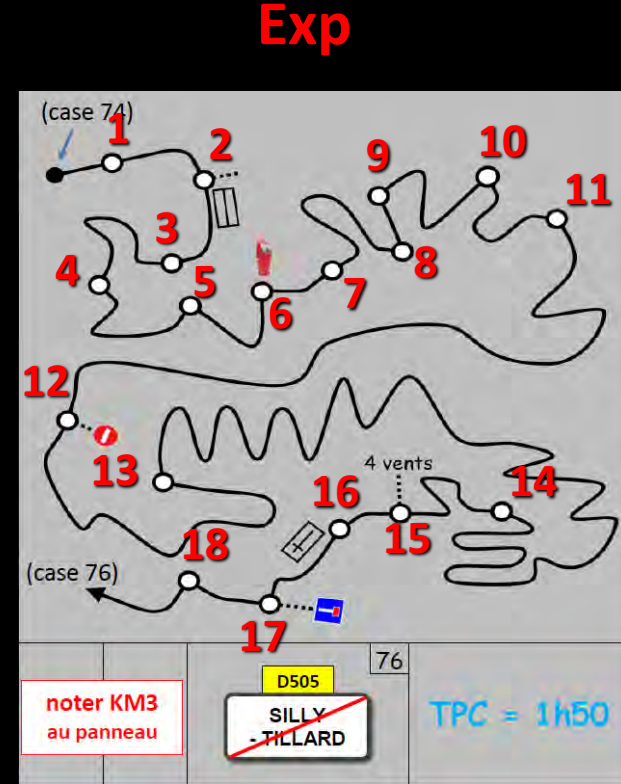 Exp
(case 74)
1
2
3
4
5
6
7
8
9
10
11
12
13
14
4 vents
15
16
17
18
(case 76)
76
noter KM3
au panneau
D505
SILLY
- TILLARD
TPC = 1h50